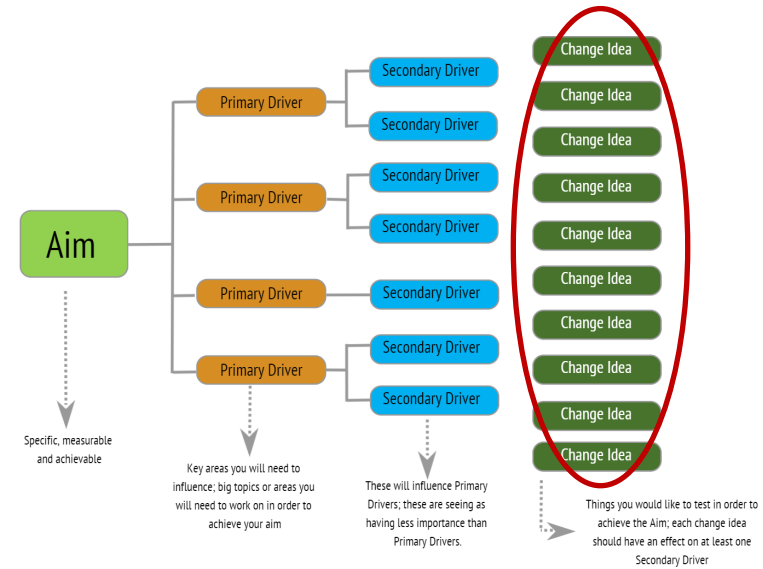 Aim
Primary Driver
Primary Driver
Primary Driver
Primary Driver
Secondary Driver
Secondary Driver
Secondary Driver
Secondary Driver
Secondary Driver
Secondary Driver
Secondary Driver
Change Idea
Change Idea
Change Idea
Change Idea
Change Idea
Change Idea
Change Idea
Change Idea
Change Idea
Change Idea
Specific, measurable
and achievable
Key areas you will need to
influence; big topics or areas you
will need to work on in order to
achieve your aim
These will influence Primary
Drivers; these are seeing as
having less importance than
Primary Drivers.
Things you would like to test in order to
achieve the Aim; each change idea
should have an effect on at least one
Secondary Driver